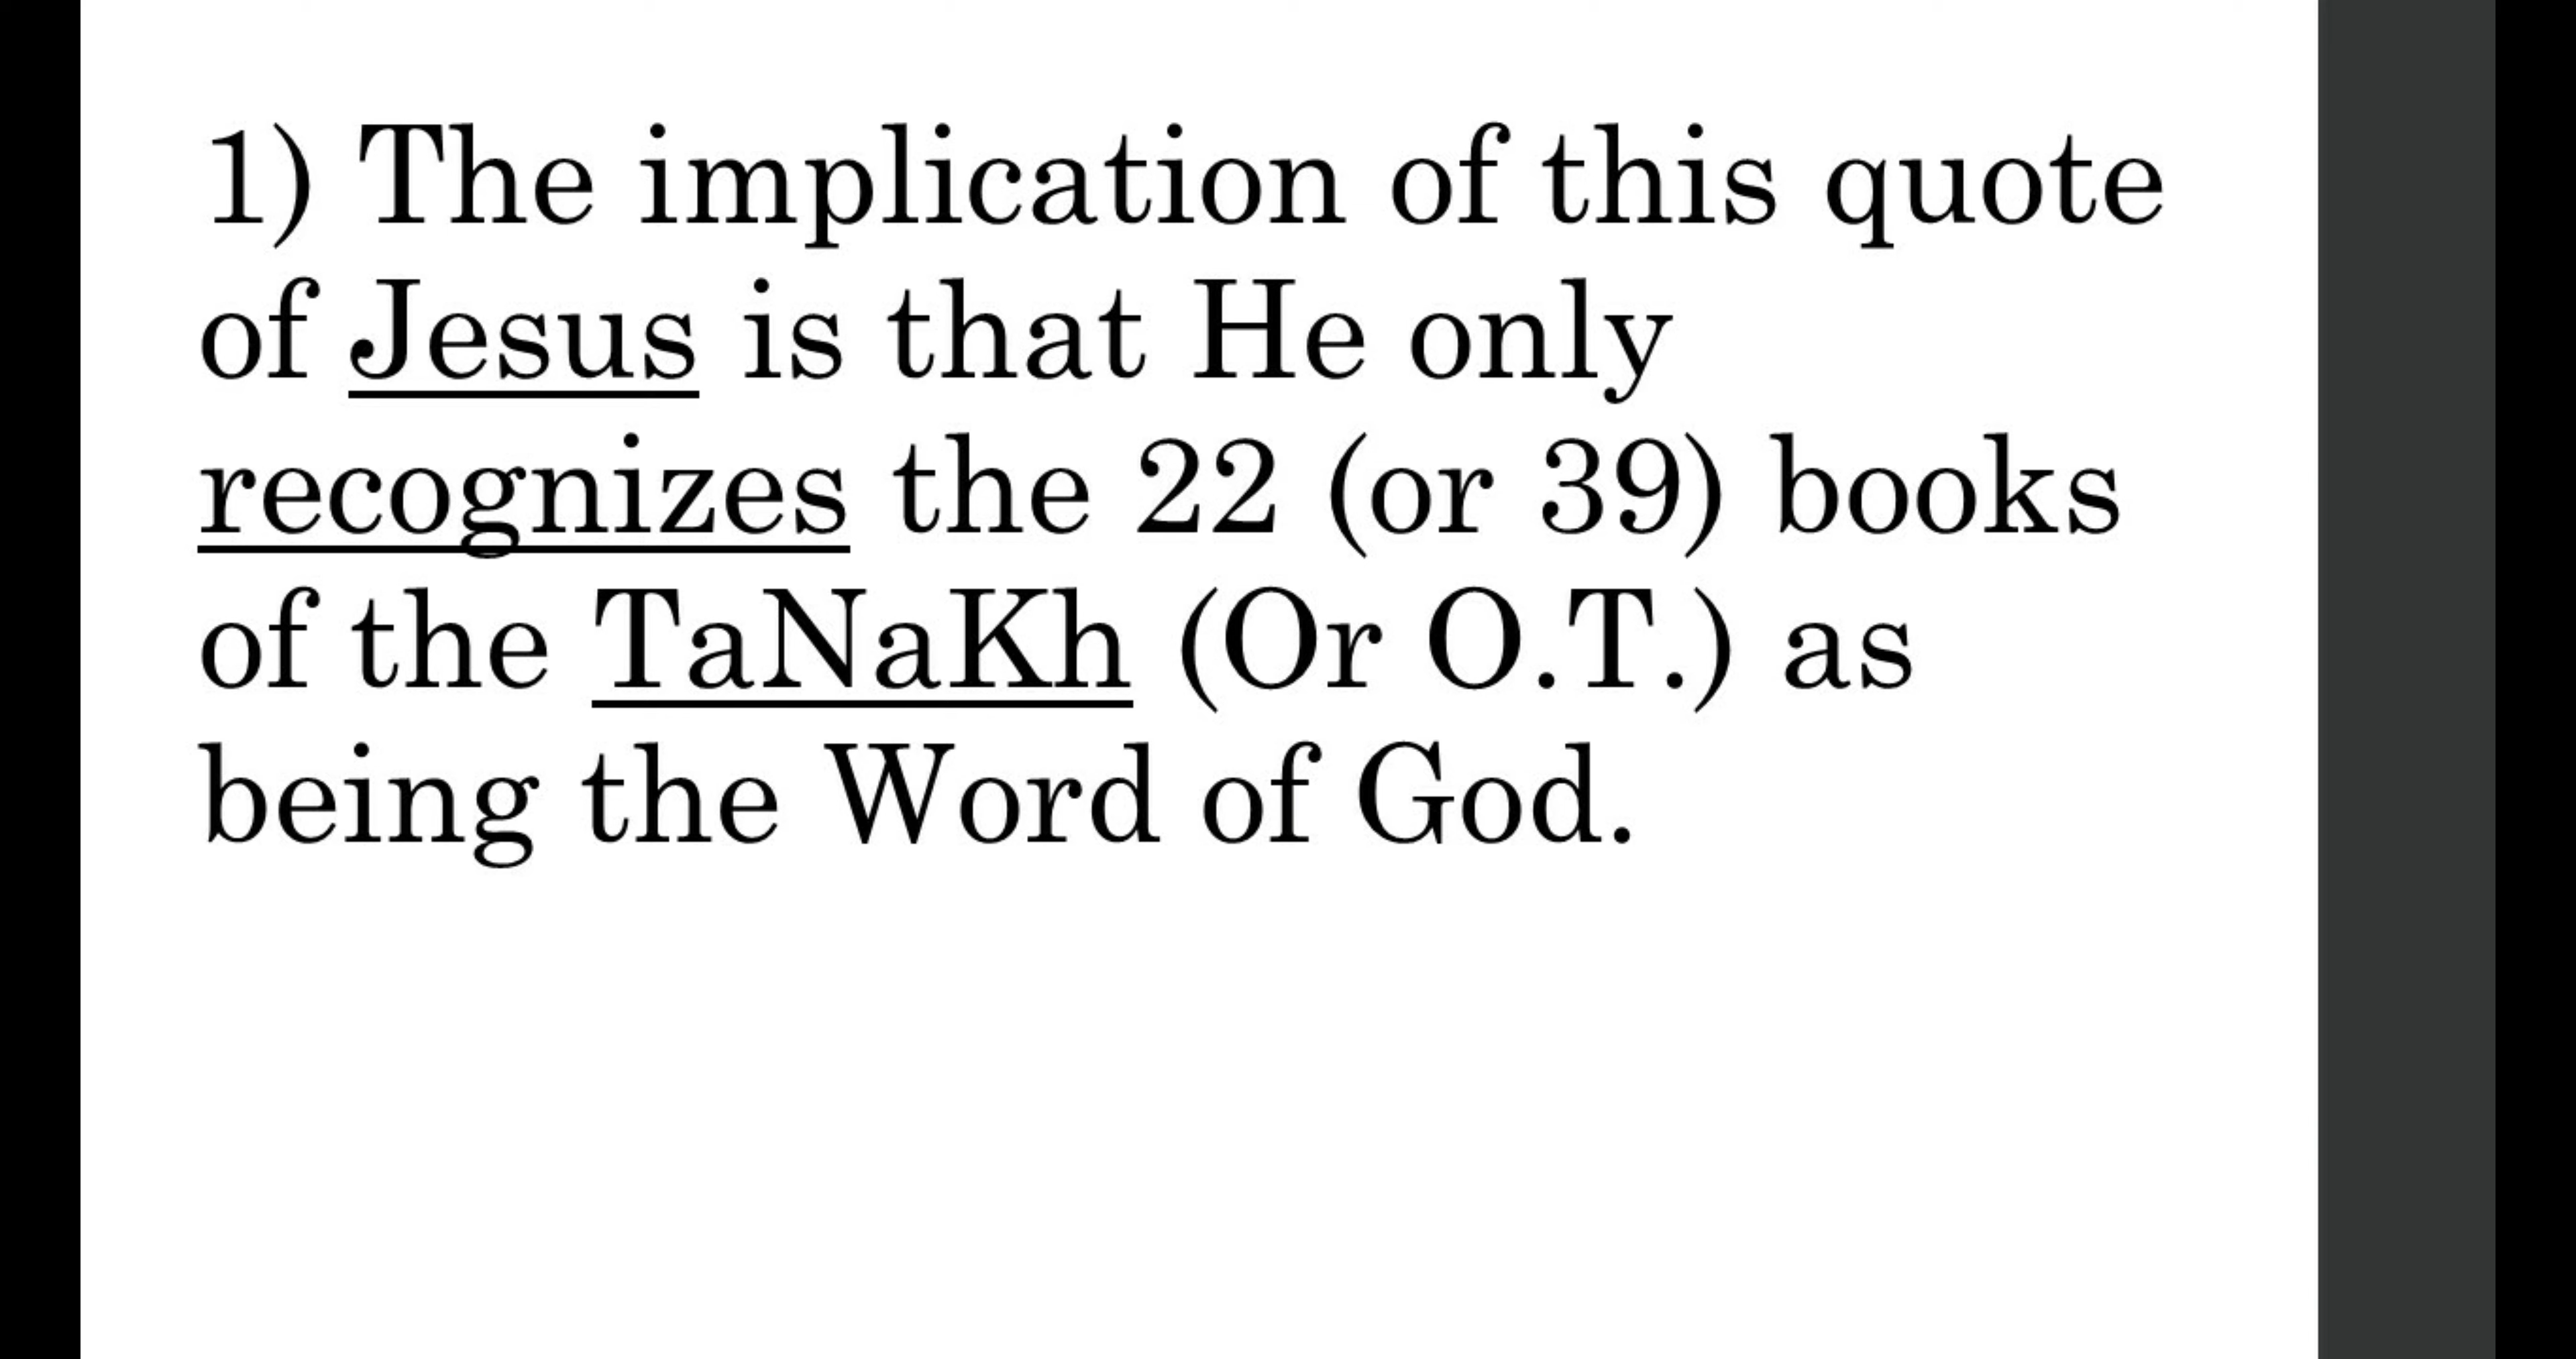 1) The implication of this quote
of Jesus is that He only
recognizes the 22 (or 39) books
of the TaNaKh (Or O.T.) as
being the Word of God.